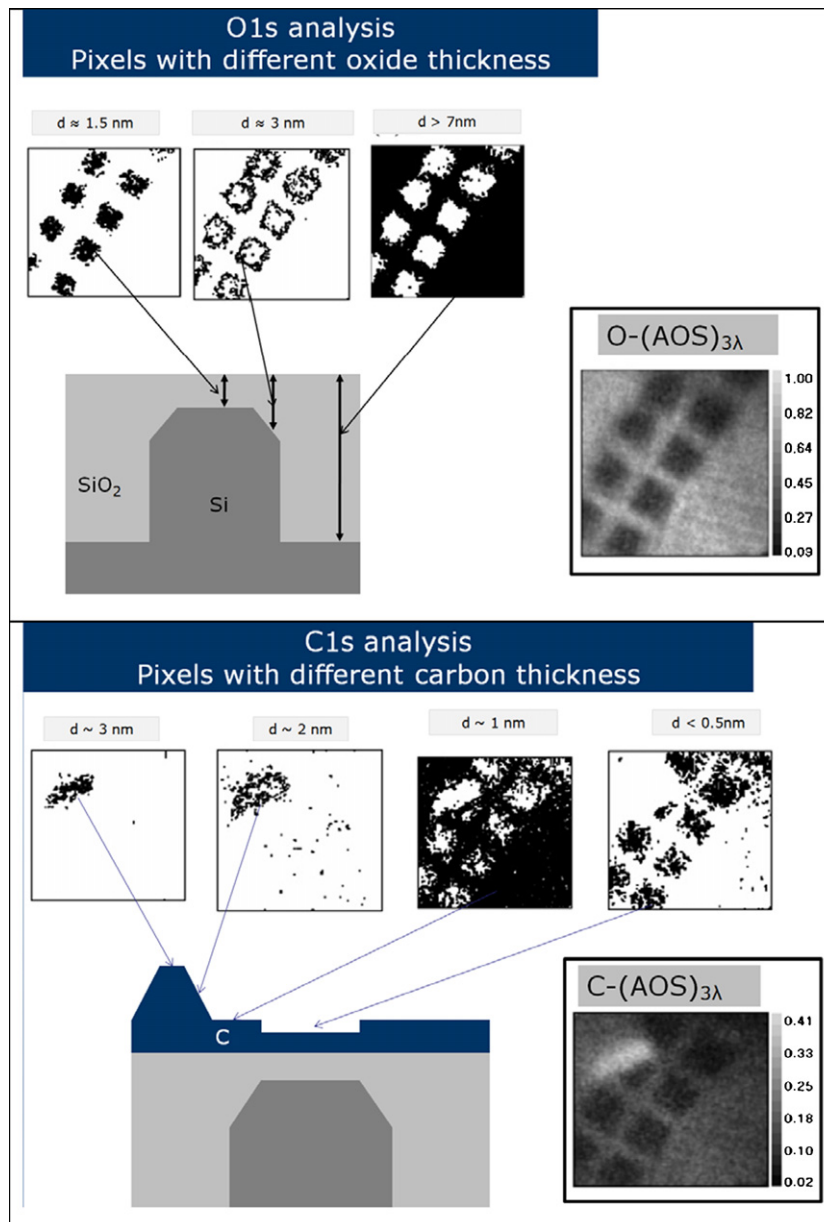 O1s analysis
Pixels with different oxide thickness
d ≈ 1.5 nm
d ≈ 3 nm
d > 7nm
O-(AOS)3λ
1.00
0.82
0.64
0.45
0.27
0.09
SiO2
Si
C1s analysis
Pixels with different carbon thickness
d ~ 3 nm
d ~ 2 nm
d ~ 1 nm
d < 0.5nm
C-(AOS)3λ
0.41
0.33
0.25
0.18
0.10
0.02
C